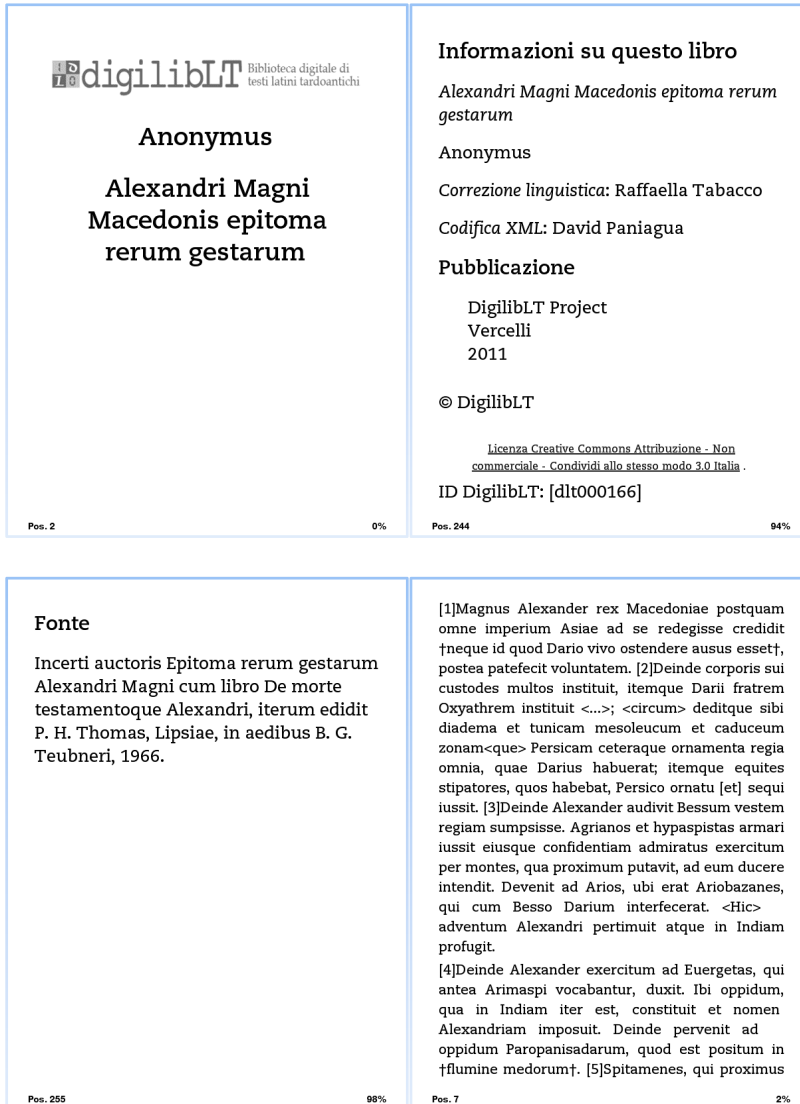 digilibLT Biblioteca digitale di
testi latini tardoantichi
Anonymus
Alexandri Magni
Macedonis epitoma
rerum gestarum
Pos. 2 0%
Informazioni su questo libro
Alexandri Magni Macedonis epitoma rerum
gestarum
Anonymus
Correzione linguistica: Raffaella Tabacco
Codifica XML: David Paniagua
Pubblicazione
DigilibLT Project
Vercelli
2011
© DigilibLT
Licenza Creative Commons Attribuzione - Non
commerciale - Condividi allo stesso modo 3.0 Italia .
ID DigilibLT: [dlt000166]
Pos. 244 94%
Fonte
Incerti auctoris Epitoma rerum gestarum
Alexandri Magni cum libro De morte
testamentoque Alexandri, iterum edidit
P. H. Thomas, Lipsiae, in aedibus B. G.
Teubneri, 1966.
Pos. 255 98%
[1]Magnus Alexander rex Macedoniae postquam
omne imperium Asiae ad se redegisse credidit
†neque id quod Dario vivo ostendere ausus esset†,
postea patefecit voluntatem. [2]Deinde corporis sui
custodes multos instituit, itemque Darii fratrem
Oxyathrem instituit <...>; <circum> deditque sibi
diadema et tunicam mesoleucum et caduceum
zonam<que> Persicam ceteraque ornamenta regia
omnia, quae Darius habuerat; itemque equites
stipatores, quos habebat, Persico ornatu [et] sequi
iussit. [3]Deinde Alexander audivit Bessum vestem
regiam sumpsisse. Agrianos et hypaspistas armari
iussit eiusque confidentiam admiratus exercitum
per montes, qua proximum putavit, ad eum ducere
intendit. Devenit ad Arios, ubi erat Ariobazanes,
qui cum Besso Darium interfecerat. <Hic>
adventum Alexandri pertimuit atque in Indiam
profugit.
[4]Deinde Alexander exercitum ad Euergetas, qui
antea Arimaspi vocabantur, duxit. Ibi oppidum,
qua in Indiam iter est, constituit et nomen
Alexandriam imposuit. Deinde pervenit ad
oppidum Paropanisadarum, quod est positum in
†flumine medorum†. [5]Spitamenes, qui proximus
Pos. 7 2%